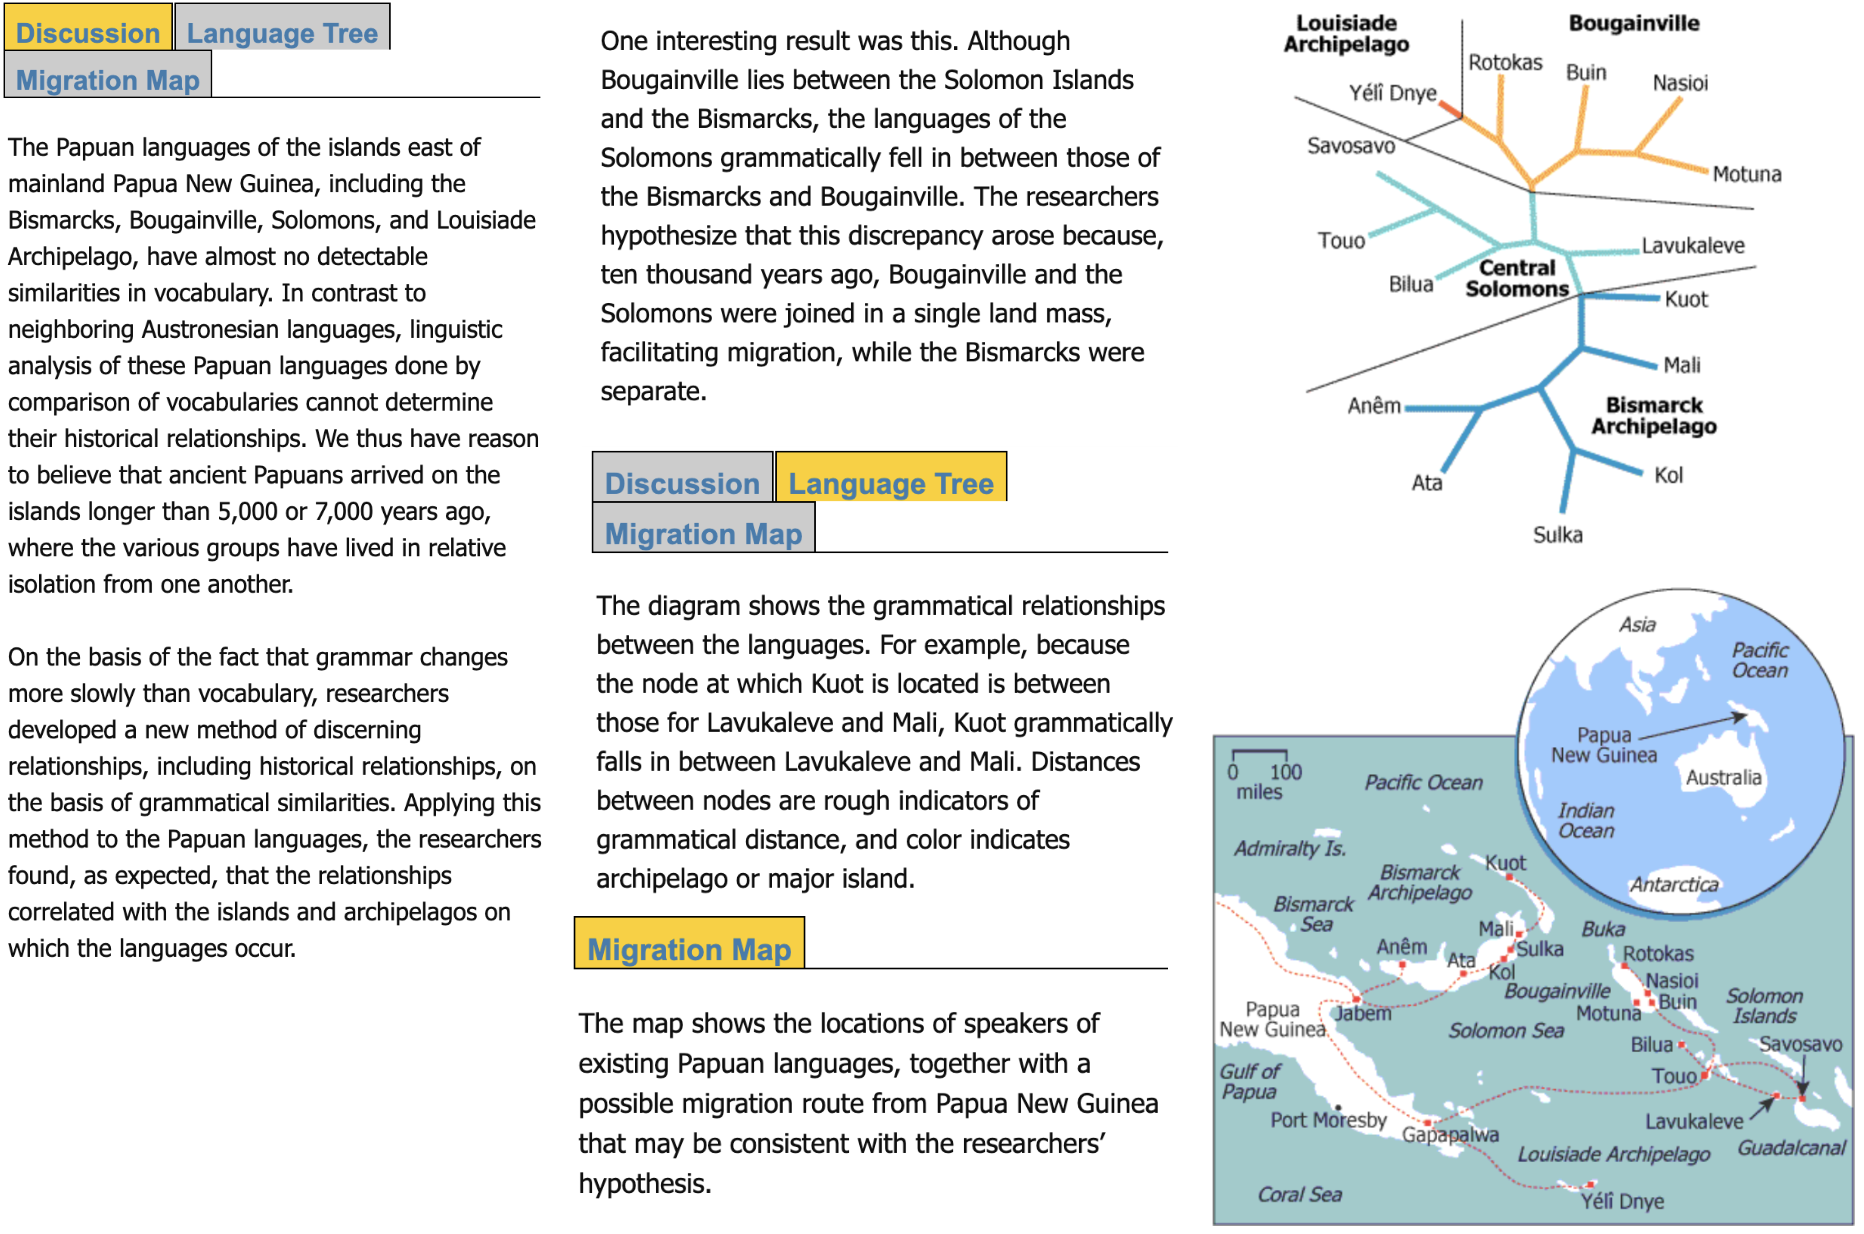 Discussion
Language Tree
Migration Map
The Papuan languages of the islands east of
mainland Papua New Guinea, including the
Bismarcks, Bougainville, Solomons, and Louisiade
Archipelago, have almost no detectable
similarities in vocabulary. In contrast to
neighboring Austronesian languages, linguistic
analysis of these Papuan languages done by
comparison of vocabularies cannot determine
their historical relationships. We thus have reason
to believe that ancient Papuans arrived on the
islands longer than 5,000 or 7,000 years ago,
where the various groups have lived in relative
isolation from one another.
On the basis of the fact that grammar changes
more slowly than vocabulary, researchers
developed a new method of discerning
relationships, including historical relationships, on
the basis of grammatical similarities. Applying this
method to the Papuan languages, the researchers
found, as expected, that the relationships
correlated with the islands and archipelagos on
which the languages occur.
One interesting result was this. Although
Bougainville lies between the Solomon Islands
and the Bismarcks, the languages of the
Solomons grammatically fell in between those of
the Bismarcks and Bougainville. The researchers
hypothesize that this discrepancy arose because,
ten thousand years ago, Bougainville and the
Solomons were joined in a single land mass,
facilitating migration, while the Bismarcks were
separate.
Discussion
Language Tree
Migration Map
The diagram shows the grammatical relationships
between the languages. For example, because
the node at which Kuot is located is between
those for Lavukaleve and Mali, Kuot grammatically
falls in between Lavukaleve and Mali. Distances
between nodes are rough indicators of
grammatical distance, and color indicates
archipelago or major island.
Migration Map
The map shows the locations of speakers of
existing Papuan languages, together with a
possible migration route from Papua New Guinea
that may be consistent with the researchers'
hypothesis.
Louisiade
Archipelago
Bougainville
Rotokas
Buin
Nasioi
Yélî Dnye
Savosavo
Motuna
Touo
Lavukaleve
Central
Solomons
Bilua
Kuot
Mali
Anêm
Bismarck
Archipelago
Ata
Kol
Sulka
Asia
Pacific
Ocean
Papua
New Guinea
Australia
Indian
Ocean
Antarctica
0 100
miles
Pacific Ocean
Admiralty Is.
Kuot
Bismarck
Archipelago
Bismarck
Sea
Mali
Buka
Anêm
Sulka
Rotokas
Ata
Kol
Nasioi
Bougainville
Buin
Solomon
Islands
Papua
New Guinea
Jabem
Motuna
Solomon Sea
Bilua
Savosavo
Gulf of
Papua
Touo
Port Moresby
Gapapalwa
Lavukaleve
Louisiade Archipelago
Guadalcanal
Coral Sea
Yélî Dnye